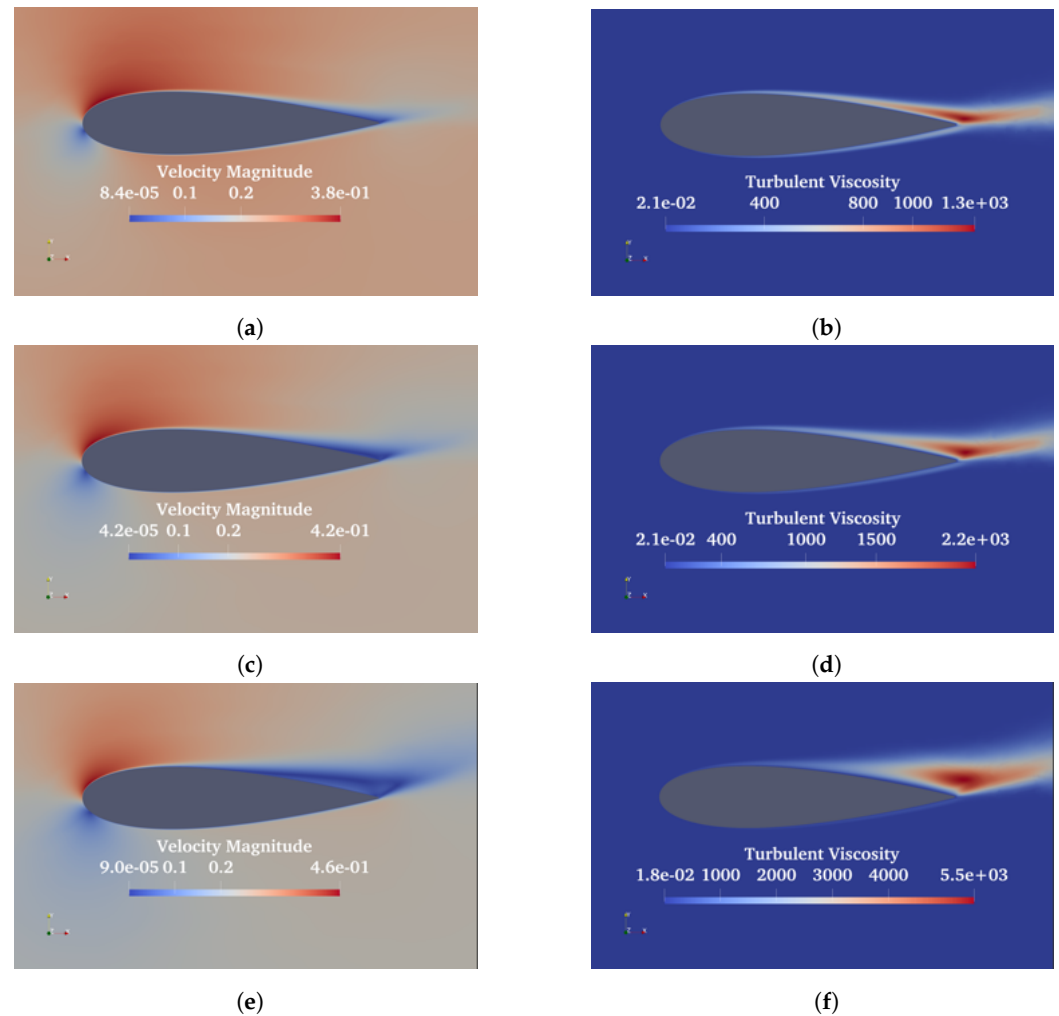 Velocity Magnitude
8.4e-05 0.1 0.2 3.8e-01
Turbulent Viscosity
2.1e-02 400 800 1000 1.3e+03
(a)
(b)
Velocity Magnitude
4.2e-05 0.1 0.2 4.2e-01
Turbulent Viscosity
2.1e-02 400 1000 1500 2.2e+03
(c)
(d)
Velocity Magnitude
9.0e-05 0.1 0.2 4.6e-01
Turbulent Viscosity
1.8e-02 1000 2000 3000 4000 5.5e+03
(e)
(f)